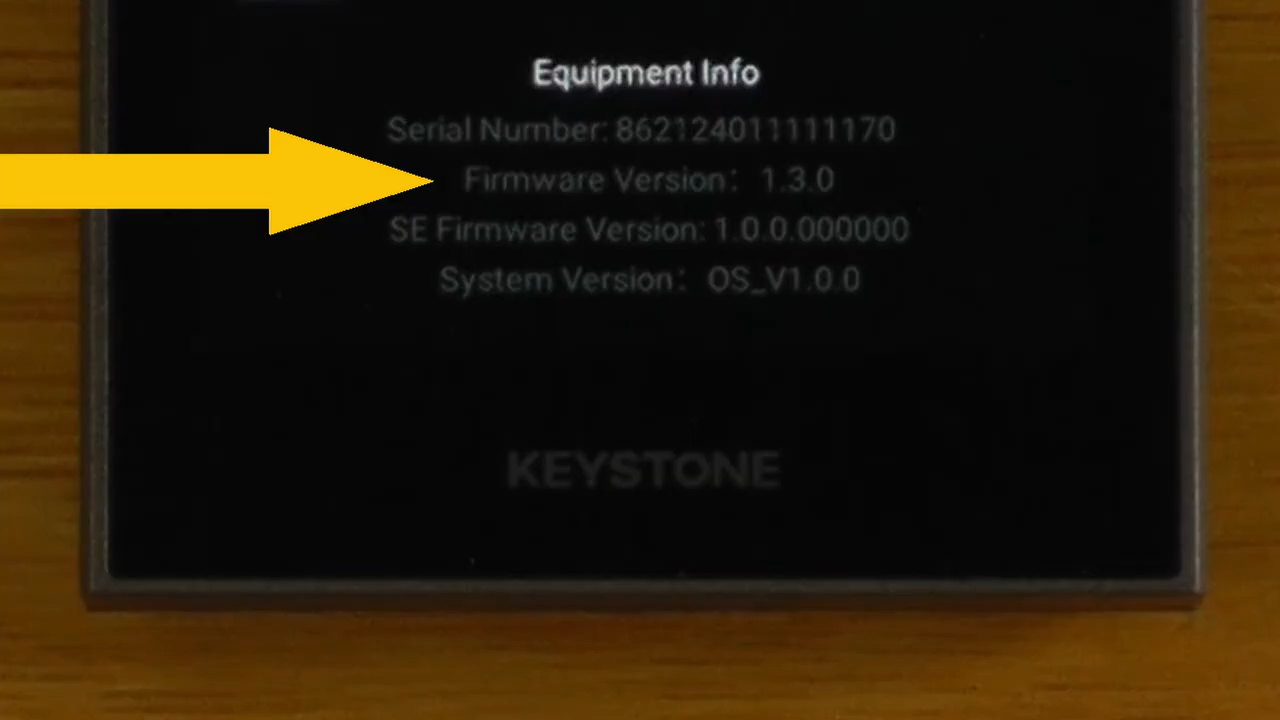 Equipment Info
Serial Number: 862124011111170
Firmware Version: 1.3.0
SE Firmware Version: 1.0.0.000000
System Version: OS_V1.0.0
KEYSTONE